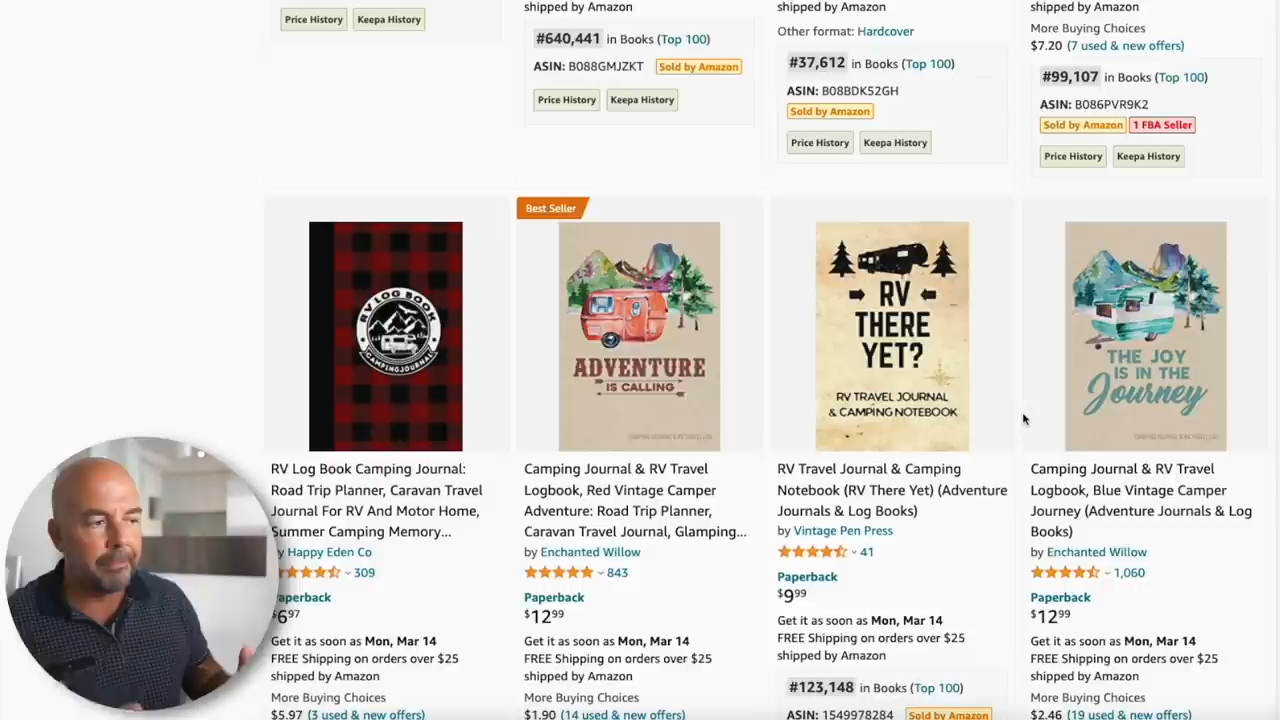 shipped by Amazon
shipped by Amazon
shipped by Amazon
Price History Keepa History
#640,441 in Books (Top 100)
ASIN: B088GMJZKT Sold by Amazon
Price History Keepa History
Other format: Hardcover
#37,612 in Books (Top 100)
ASIN: B08BDK52GH
Sold by Amazon
Price History Keepa History
More Buying Choices
$7.20 (7 used & new offers)
#99,107 in Books (Top 100)
ASIN: B086PVR9K2
Sold by Amazon 1 FBA Seller
Price History Keepa History
RV LOG BOOK
CAMPING JOURNAL
RV Log Book Camping Journal:
Road Trip Planner, Caravan Travel
Journal For RV And Motor Home,
Summer Camping Memory...
Happy Eden Co
309
$6.97
Get it as soon as Mon, Mar 14
FREE Shipping on orders over $25
shipped by Amazon
More Buying Choices
$5.97 (3 used & new offers)
Best Seller
ADVENTURE
IS CALLING
Camping Journal & RV Travel
Logbook, Red Vintage Camper
Adventure: Road Trip Planner,
Caravan Travel Journal, Glamping...
by Enchanted Willow
843
Paperback
$12.99
Get it as soon as Mon, Mar 14
FREE Shipping on orders over $25
shipped by Amazon
More Buying Choices
$1.90 (14 used & new offers)
RV
THERE
YET?
RV TRAVEL JOURNAL
& CAMPING NOTEBOOK
RV Travel Journal & Camping
Notebook (RV There Yet) (Adventure
Journals & Log Books)
by Vintage Pen Press
41
Paperback
$9.99
Get it as soon as Mon, Mar 14
FREE Shipping on orders over $25
shipped by Amazon
#123,148 in Books (Top 100)
ASIN: 1549978284 Sold by Amazon
THE JOY
IS IN THE
Journey
Camping Journal & RV Travel
Logbook, Blue Vintage Camper
Journey (Adventure Journals & Log
Books)
by Enchanted Willow
1,060
Paperback
$12.99
Get it as soon as Mon, Mar 14
FREE Shipping on orders over $25
shipped by Amazon
More Buying Choices
$2.46 (19 used & new offers)